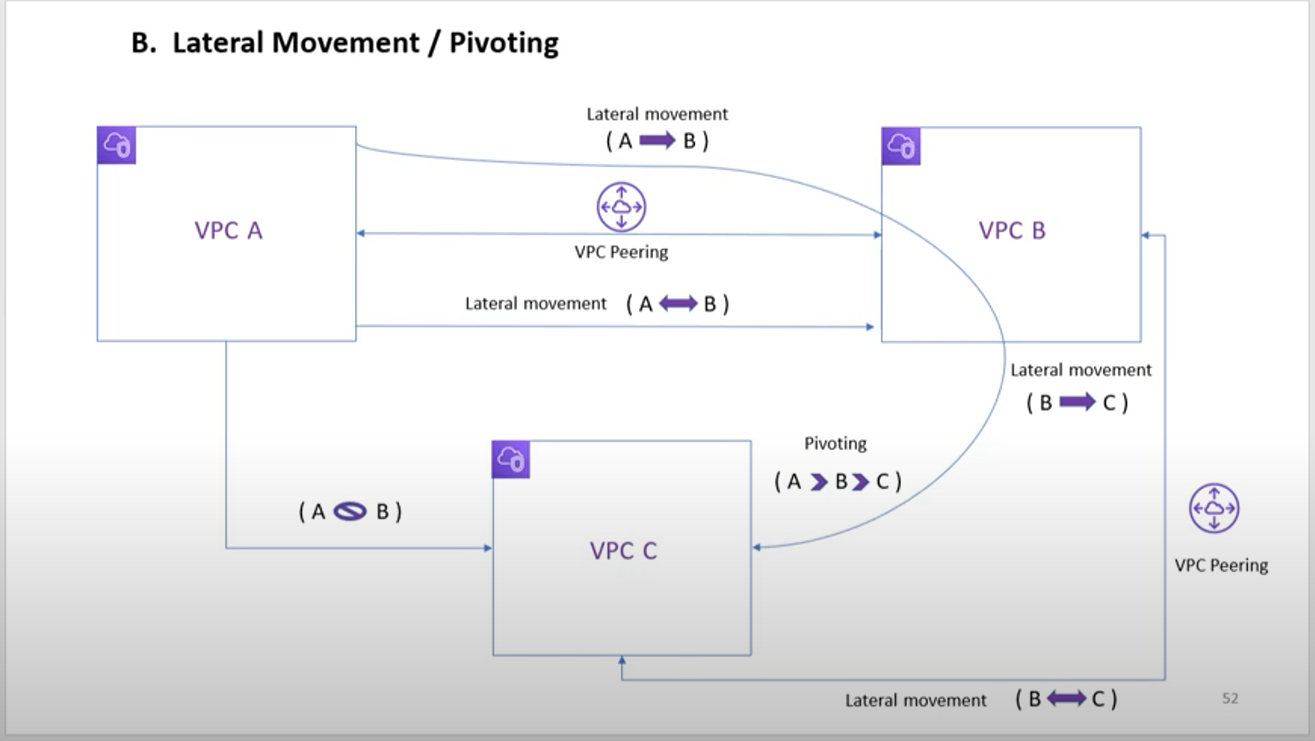 B. Lateral Movement / Pivoting
Lateral movement
( A B )
VPC A
VPC B
VPC Peering
Lateral movement ( A B )
Lateral movement
( B C )
Pivoting
( A B C )
( A B )
VPC C
VPC Peering
Lateral movement ( B C )
52